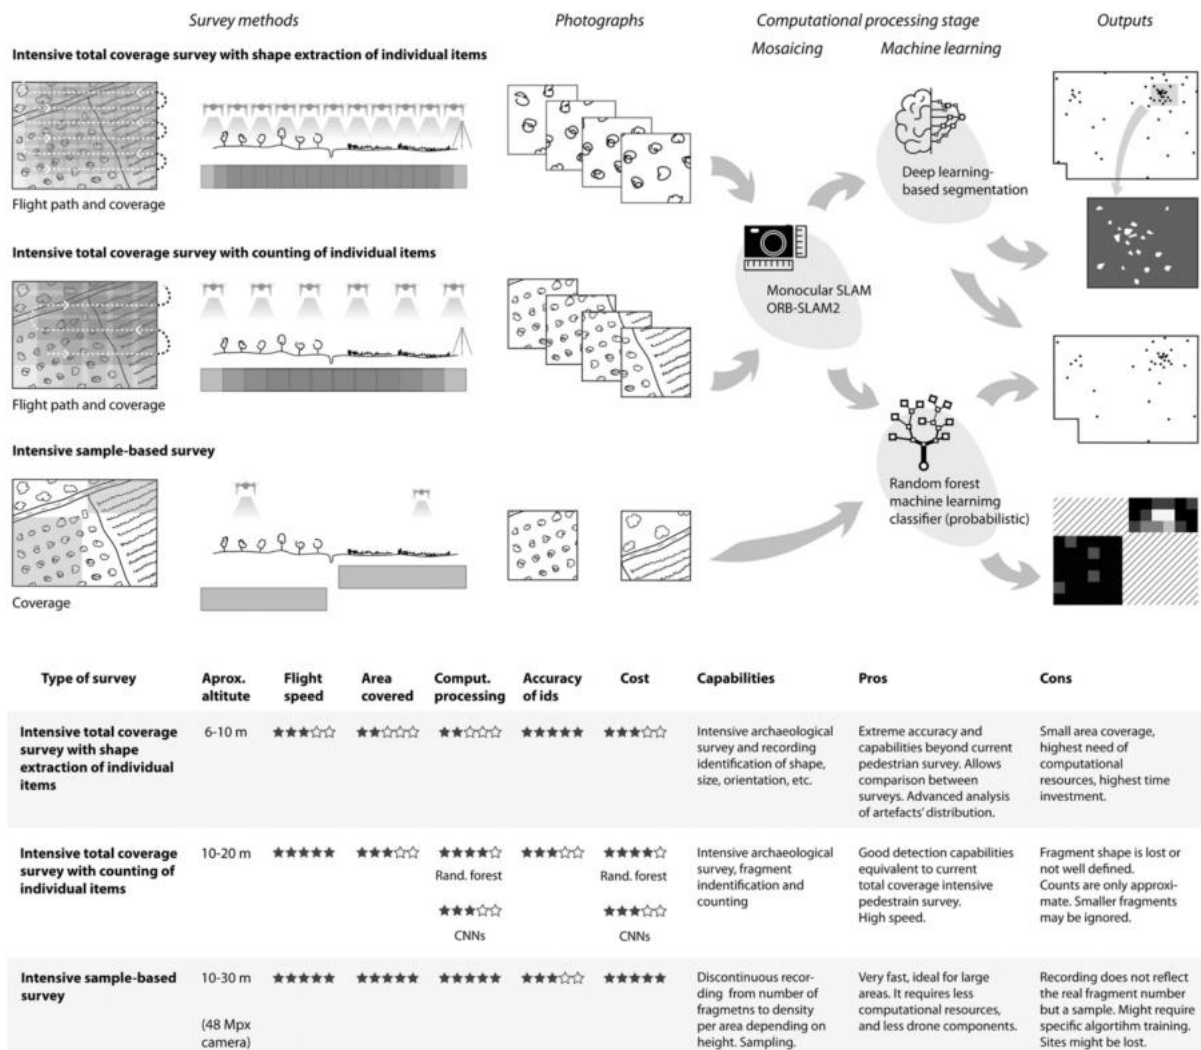 Survey methods
Photographs
Computational processing stage
Outputs
Mosaicing
Machine learning
Intensive total coverage survey with shape extraction of individual items
Flight path and coverage
Deep learning-
based segmentation
Intensive total coverage survey with counting of individual items
Flight path and coverage
Monocular SLAM
ORB-SLAM2
Intensive sample-based survey
Coverage
Random forest
machine learnimg
classifier (probabilistic)
Type of survey
Aprox.
altitute
Flight
speed
Area
covered
Comput.
processing
Accuracy
of ids
Cost
Capabilities
Pros
Cons
Intensive total coverage
survey with shape
extraction of individual
items
6-10 m
★★★☆☆
★★☆☆☆
★★☆☆☆
★★★★★
★★★☆☆
Intensive archaeological
survey and recording
identification of shape,
size, orientation, etc.
Extreme accuracy and
capabilities beyond current
pedestrian survey. Allows
comparison between
surveys. Advanced analysis
of artefacts' distribution.
Small area coverage,
highest need of
computational
resources, highest time
investment.
Intensive total coverage
survey with counting of
individual items
10-20 m
★★★★★
★★★☆☆
★★★★☆
Rand. forest
★★★☆☆
CNNs
★★★☆☆
★★★★☆
Rand. forest
★★★☆☆
CNNs
Intensive archaeological
survey, fragment
indentification and
counting
Good detection capabilities
equivalent to current
total coverage intensive
pedestrain survey.
High speed.
Fragment shape is lost or
not well defined.
Counts are only approxi-
mate. Smaller fragments
may be ignored.
Intensive sample-based
survey
10-30 m
(48 Mpx
camera)
★★★★★
★★★★★
★★★★★
★★★☆☆
★★★★★
Discontinuous recor-
ding from number of
fragmetns to density
per area depending on
height. Sampling.
Very fast, ideal for large
areas. It requires less
computational resources,
and less drone components.
Recording does not reflect
the real fragment number
but a sample. Might require
specific algortihm training.
Sites might be lost.